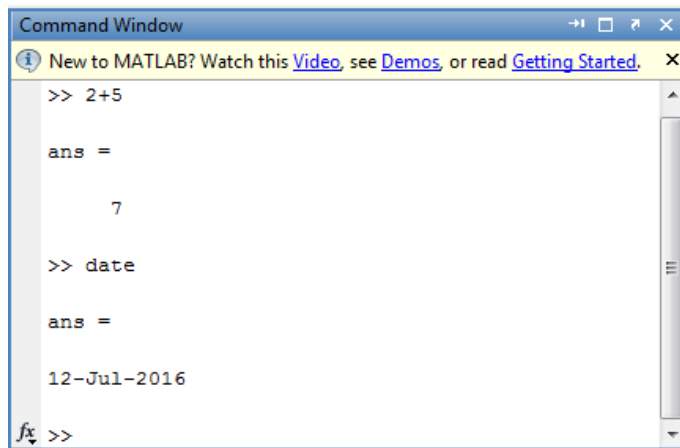 Command Window
New to MATLAB? Watch this Video, see Demos, or read Getting Started.
>> 2+5
ans =
7
>> date
ans =
12-Jul-2016
fx >>